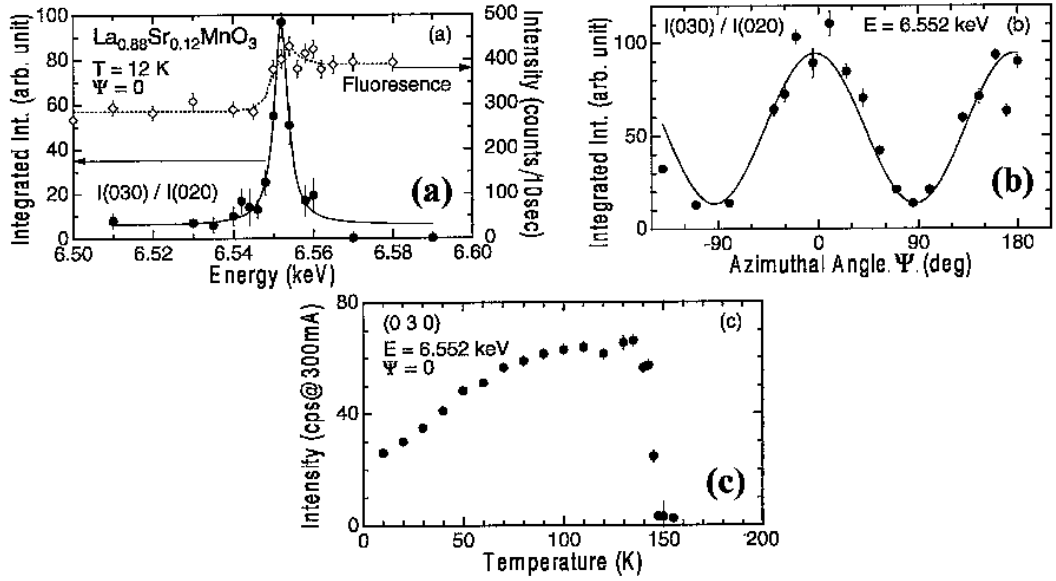 100
80
60
40
20
0
Integrated Int. (arb. unit)
La0.88Sr0.12MnO3
T = 12 K
Ψ = 0
(a)
Fluoresence
I(030) / I(020)
(a)
500
400
300
200
100
0
Intensity (counts/10sec)
6.50 6.52 6.54 6.56 6.58 6.60
Energy (keV)
I(030) / I(020) E = 6.552 keV (b)
100
50
0
Integrated Int. (arb. unit)
(b)
-90 0 90 180
Azimuthal Angle. Ψ. (deg)
80
40
0
Intensity (cps@300mA)
(0 3 0)
E = 6.552 keV
Ψ = 0
(c)
(c)
0 50 100 150 200
Temperature (K)